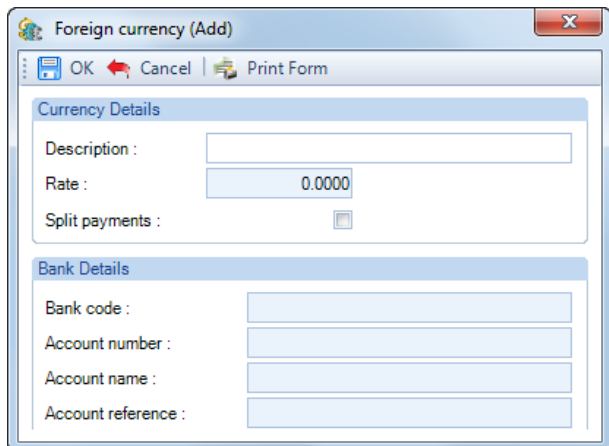 Foreign currency (Add)
OK Cancel Print Form
Currency Details
Description :
Rate : 0.0000
Split payments :
Bank Details
Bank code :
Account number :
Account name :
Account reference :